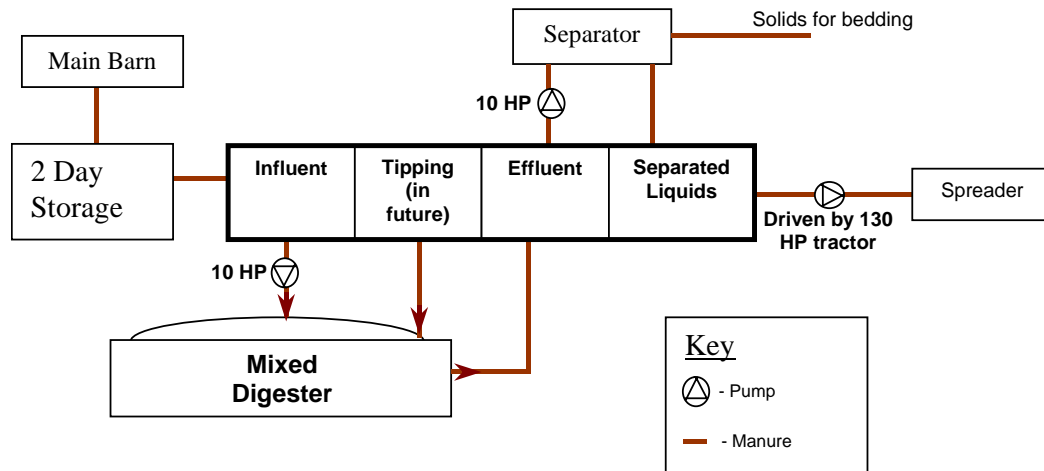 Solids for bedding
Separator
Main Barn
10 HP
2 Day
Storage
Influent
Tipping
(in
future)
Effluent
Separated
Liquids
Spreader
Driven by 130
HP tractor
10 HP
Mixed
Digester
Key
- Pump
- Manure